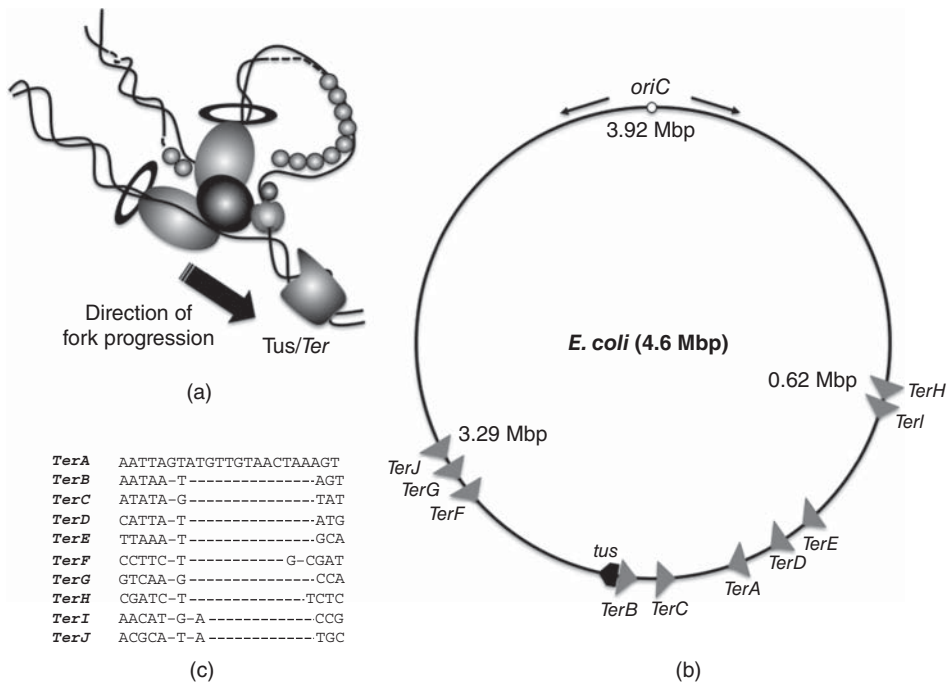 Direction of
fork progression
Tus/Ter
(a)
oriC
3.92 Mbp
E. coli (4.6 Mbp)
0.62 Mbp
TerH
TerI
3.29 Mbp
TerJ
TerG
TerF
TerE
TerD
TerA
tus
TerB
TerC
(b)
TerA AATTAGTATGTTGTAACTAAAGT
TerB AATAA-T-------------AGT
TerC ATATA-G-------------TAT
TerD CATTA-T-------------ATG
TerE TTAAA-T-------------GCA
TerF CCTTC-T----------G-CGAT
TerG GTCAA-G-------------CCA
TerH CGATC-T------------TCTC
TerI AACAT-G-A-----------CCG
TerJ ACGCA-T-A-----------TGC
(c)